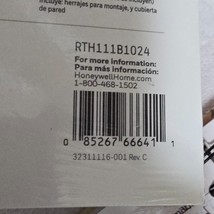 Incluye: herrajes para montaje, y cubierta
de pared
RTH111B1024
For more information:
Para más información:
HoneywellHome.com
1-800-468-1502
0 85267 66641 1
32311116-001 Rev. C